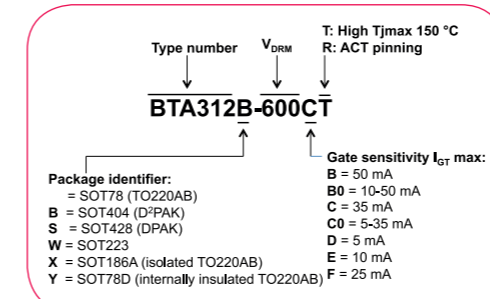 T: High Tjmax 150 °C
Type number
VDRM
R: ACT pinning
BTA312B-600CT
Gate sensitivity IGT max:
B = 50 mA
B0 = 10-50 mA
C = 35 mA
C0 = 5-35 mA
D = 5 mA
E = 10 mA
F = 25 mA
Package identifier:
= SOT78 (TO220AB)
B = SOT404 (D²PAK)
S = SOT428 (DPAK)
W = SOT223
X = SOT186A (isolated TO220AB)
Y = SOT78D (internally insulated TO220AB)